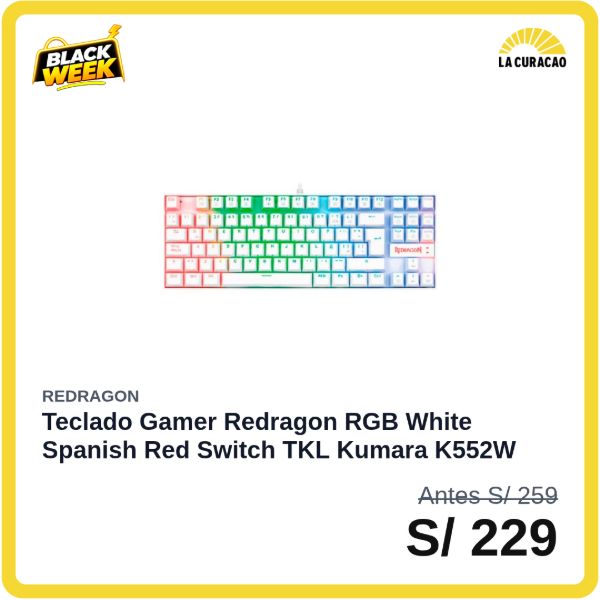 BLACK
WEEK
LA CURACAO
REDRAGON
REDRAGON
Teclado Gamer Redragon RGB White
Spanish Red Switch TKL Kumara K552W
Antes S/ 259
S/ 229